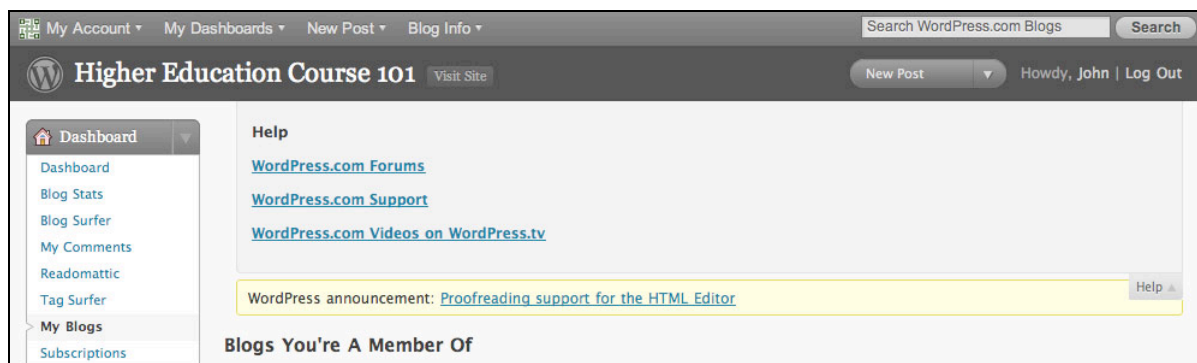 My Account My Dashboards New Post Blog Info Search WordPress.com Blogs Search
Higher Education Course 101 Visit Site New Post Howdy, John | Log Out
Dashboard
Dashboard
Blog Stats
Blog Surfer
My Comments
Readomattic
Tag Surfer
My Blogs
Subscriptions
Help
WordPress.com Forums
WordPress.com Support
WordPress.com Videos on WordPress.tv
Help
WordPress announcement: Proofreading support for the HTML Editor
Blogs You're A Member Of